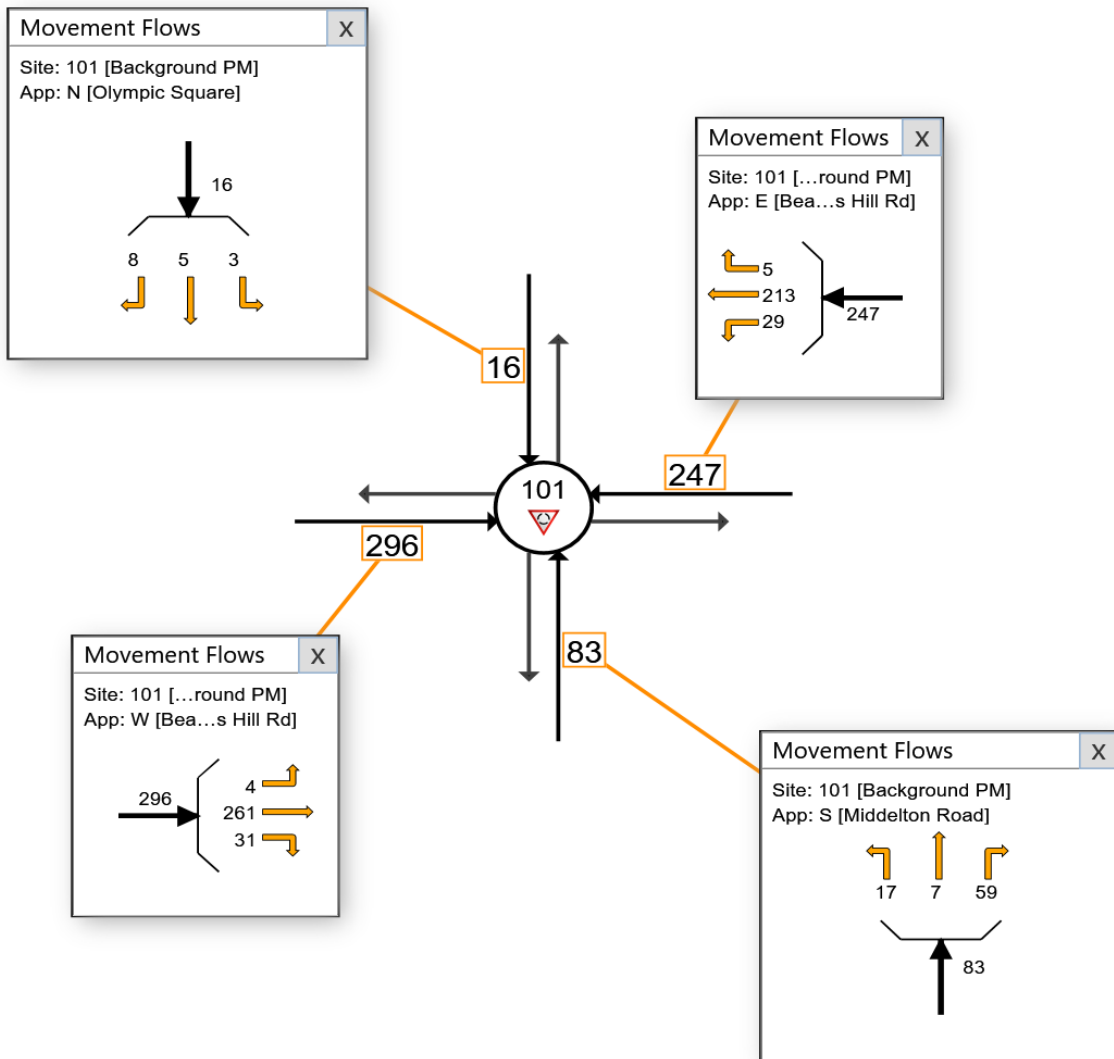 Movement Flows X
Site: 101 [Background PM]
App: N [Olympic Square]
16
8 5 3
Movement Flows X
Site: 101 [...round PM]
App: E [Bea...s Hill Rd]
5
213
29
247
16
247
101
296
83
Movement Flows X
Site: 101 [...round PM]
App: W [Bea...s Hill Rd]
296
4
261
31
Movement Flows X
Site: 101 [Background PM]
App: S [Middelton Road]
17 7 59
83